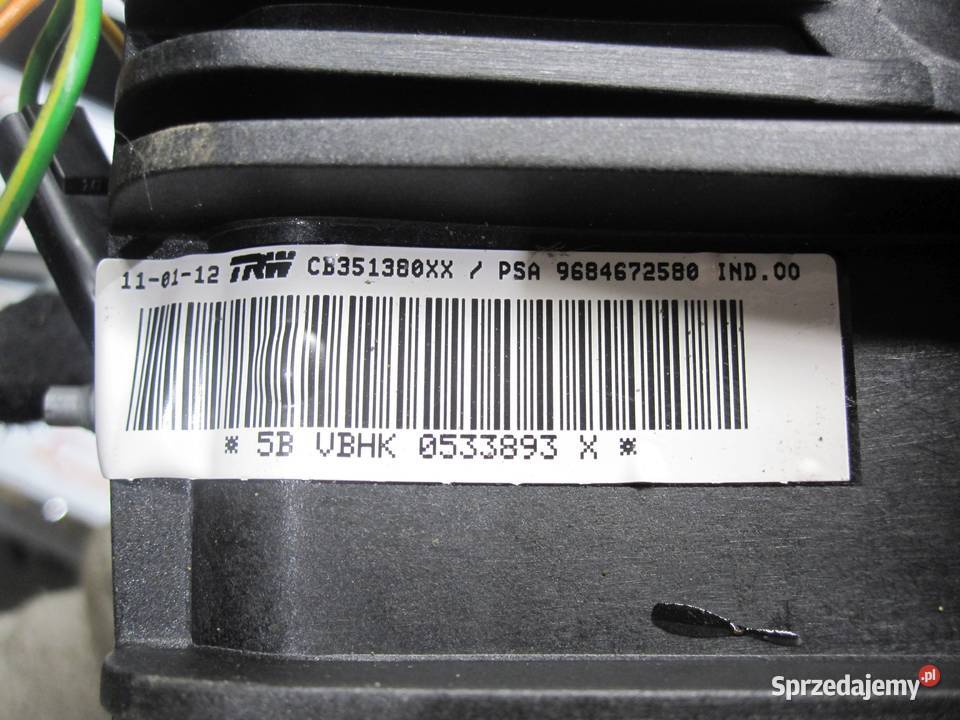 11-01-12 TRW CB351380XX / PSA 9684672580 IND.00
* 5B VBHK 0533893 X *
Sprzedajemy.pl